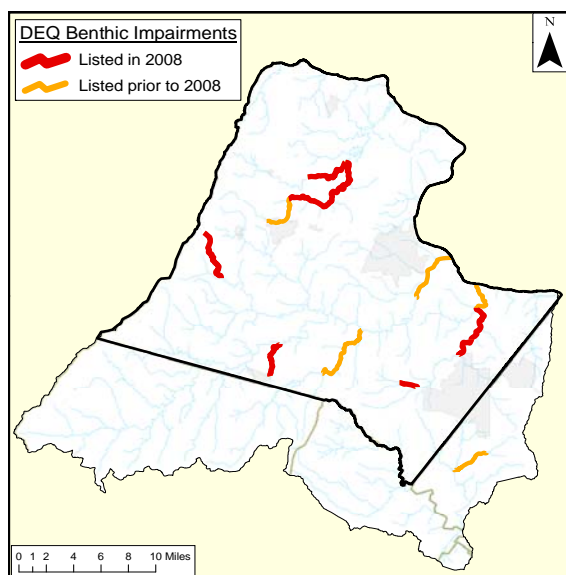 DEQ Benthic Impairments
Listed in 2008
Listed prior to 2008
N
0 1 2 4 6 8 10 Miles